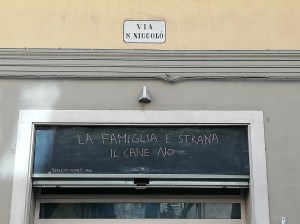 VIA
S. NICCOLÒ
LA FAMIGLIA E STRANA
IL CANE NO